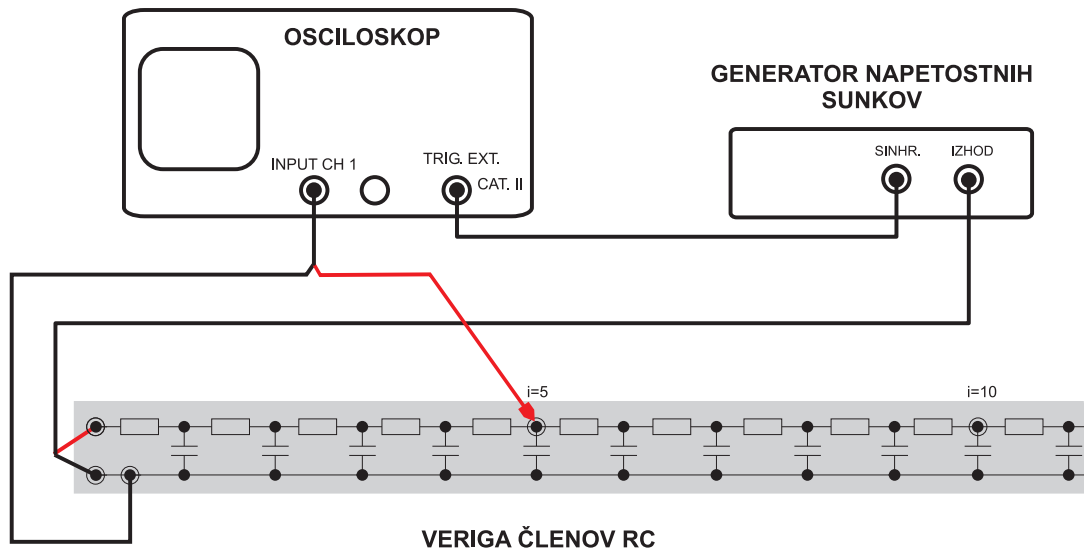 OSCILOSKOP
INPUT CH 1
TRIG. EXT.
CAT. II
GENERATOR NAPETOSTNIH
SUNKOV
SINHR.
IZHOD
i=5
i=10
VERIGA ČLENOV RC